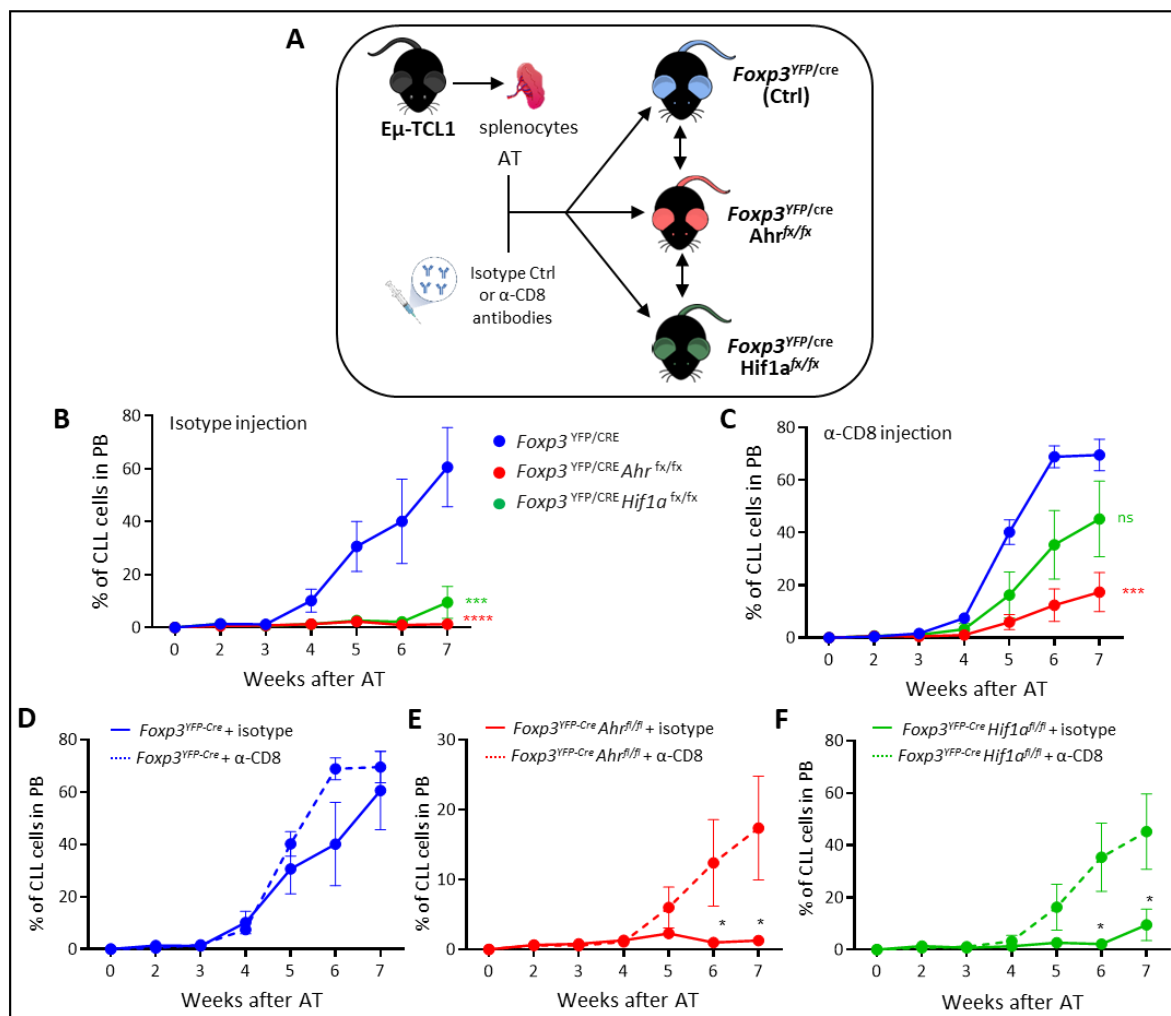 A
Eµ-TCL1
splenocytes
AT
Isotype Ctrl
or α-CD8
antibodies
Foxp3YFP/cre
(Ctrl)
Foxp3YFP/cre
Ahrfx/fx
Foxp3YFP/cre
Hif1afx/fx
B
Isotype injection
Foxp3 YFP/CRE
Foxp3 YFP/CRE Ahr fx/fx
Foxp3 YFP/CRE Hif1a fx/fx
% of CLL cells in PB
80
60
40
20
0
***
****
0 2 3 4 5 6 7
Weeks after AT
C
α-CD8 injection
% of CLL cells in PB
80
60
40
20
0
ns
***
0 2 3 4 5 6 7
Weeks after AT
D
Foxp3YFP-Cre + isotype
Foxp3YFP-Cre + α-CD8
% of CLL cells in PB
80
60
40
20
0
0 2 3 4 5 6 7
Weeks after AT
E
Foxp3YFP-Cre Ahrfl/fl + isotype
Foxp3YFP-Cre Ahrfl/fl + α-CD8
% of CLL cells in PB
30
20
10
0
* *
0 2 3 4 5 6 7
Weeks after AT
F
Foxp3YFP-Cre Hif1afl/fl + isotype
Foxp3YFP-Cre Hif1afl/fl + α-CD8
% of CLL cells in PB
80
60
40
20
0
* *
0 2 3 4 5 6 7
Weeks after AT